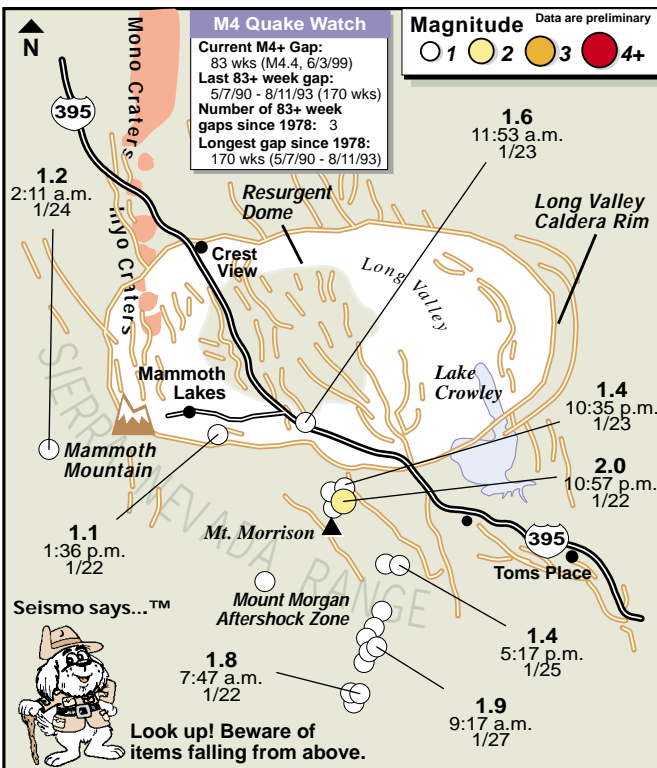 N
Mono Craters
Inyo Craters
M4 Quake Watch
Current M4+ Gap:
83 wks (M4.4, 6/3/99)
Last 83+ week gap:
5/7/90 - 8/11/93 (170 wks)
Number of 83+ week
gaps since 1978: 3
Longest gap since 1978:
170 wks (5/7/90 - 8/11/93)
Magnitude
Data are preliminary
1 2 3 4+
395
1.2
2:11 a.m.
1/24
1.6
11:53 a.m.
1/23
Resurgent
Dome
Long Valley
Caldera Rim
Crest
View
Long Valley
Mammoth
Lakes
Lake
Crowley
1.4
10:35 p.m.
1/23
Mammoth
Mountain
2.0
10:57 p.m.
1/22
SIERRA NEVADA RANGE
1.1
1:36 p.m.
1/22
Mt. Morrison
395
Toms Place
Mount Morgan
Aftershock Zone
Seismo says...™
1.4
5:17 p.m.
1/25
1.8
7:47 a.m.
1/22
1.9
9:17 a.m.
1/27
Look up! Beware of
items falling from above.